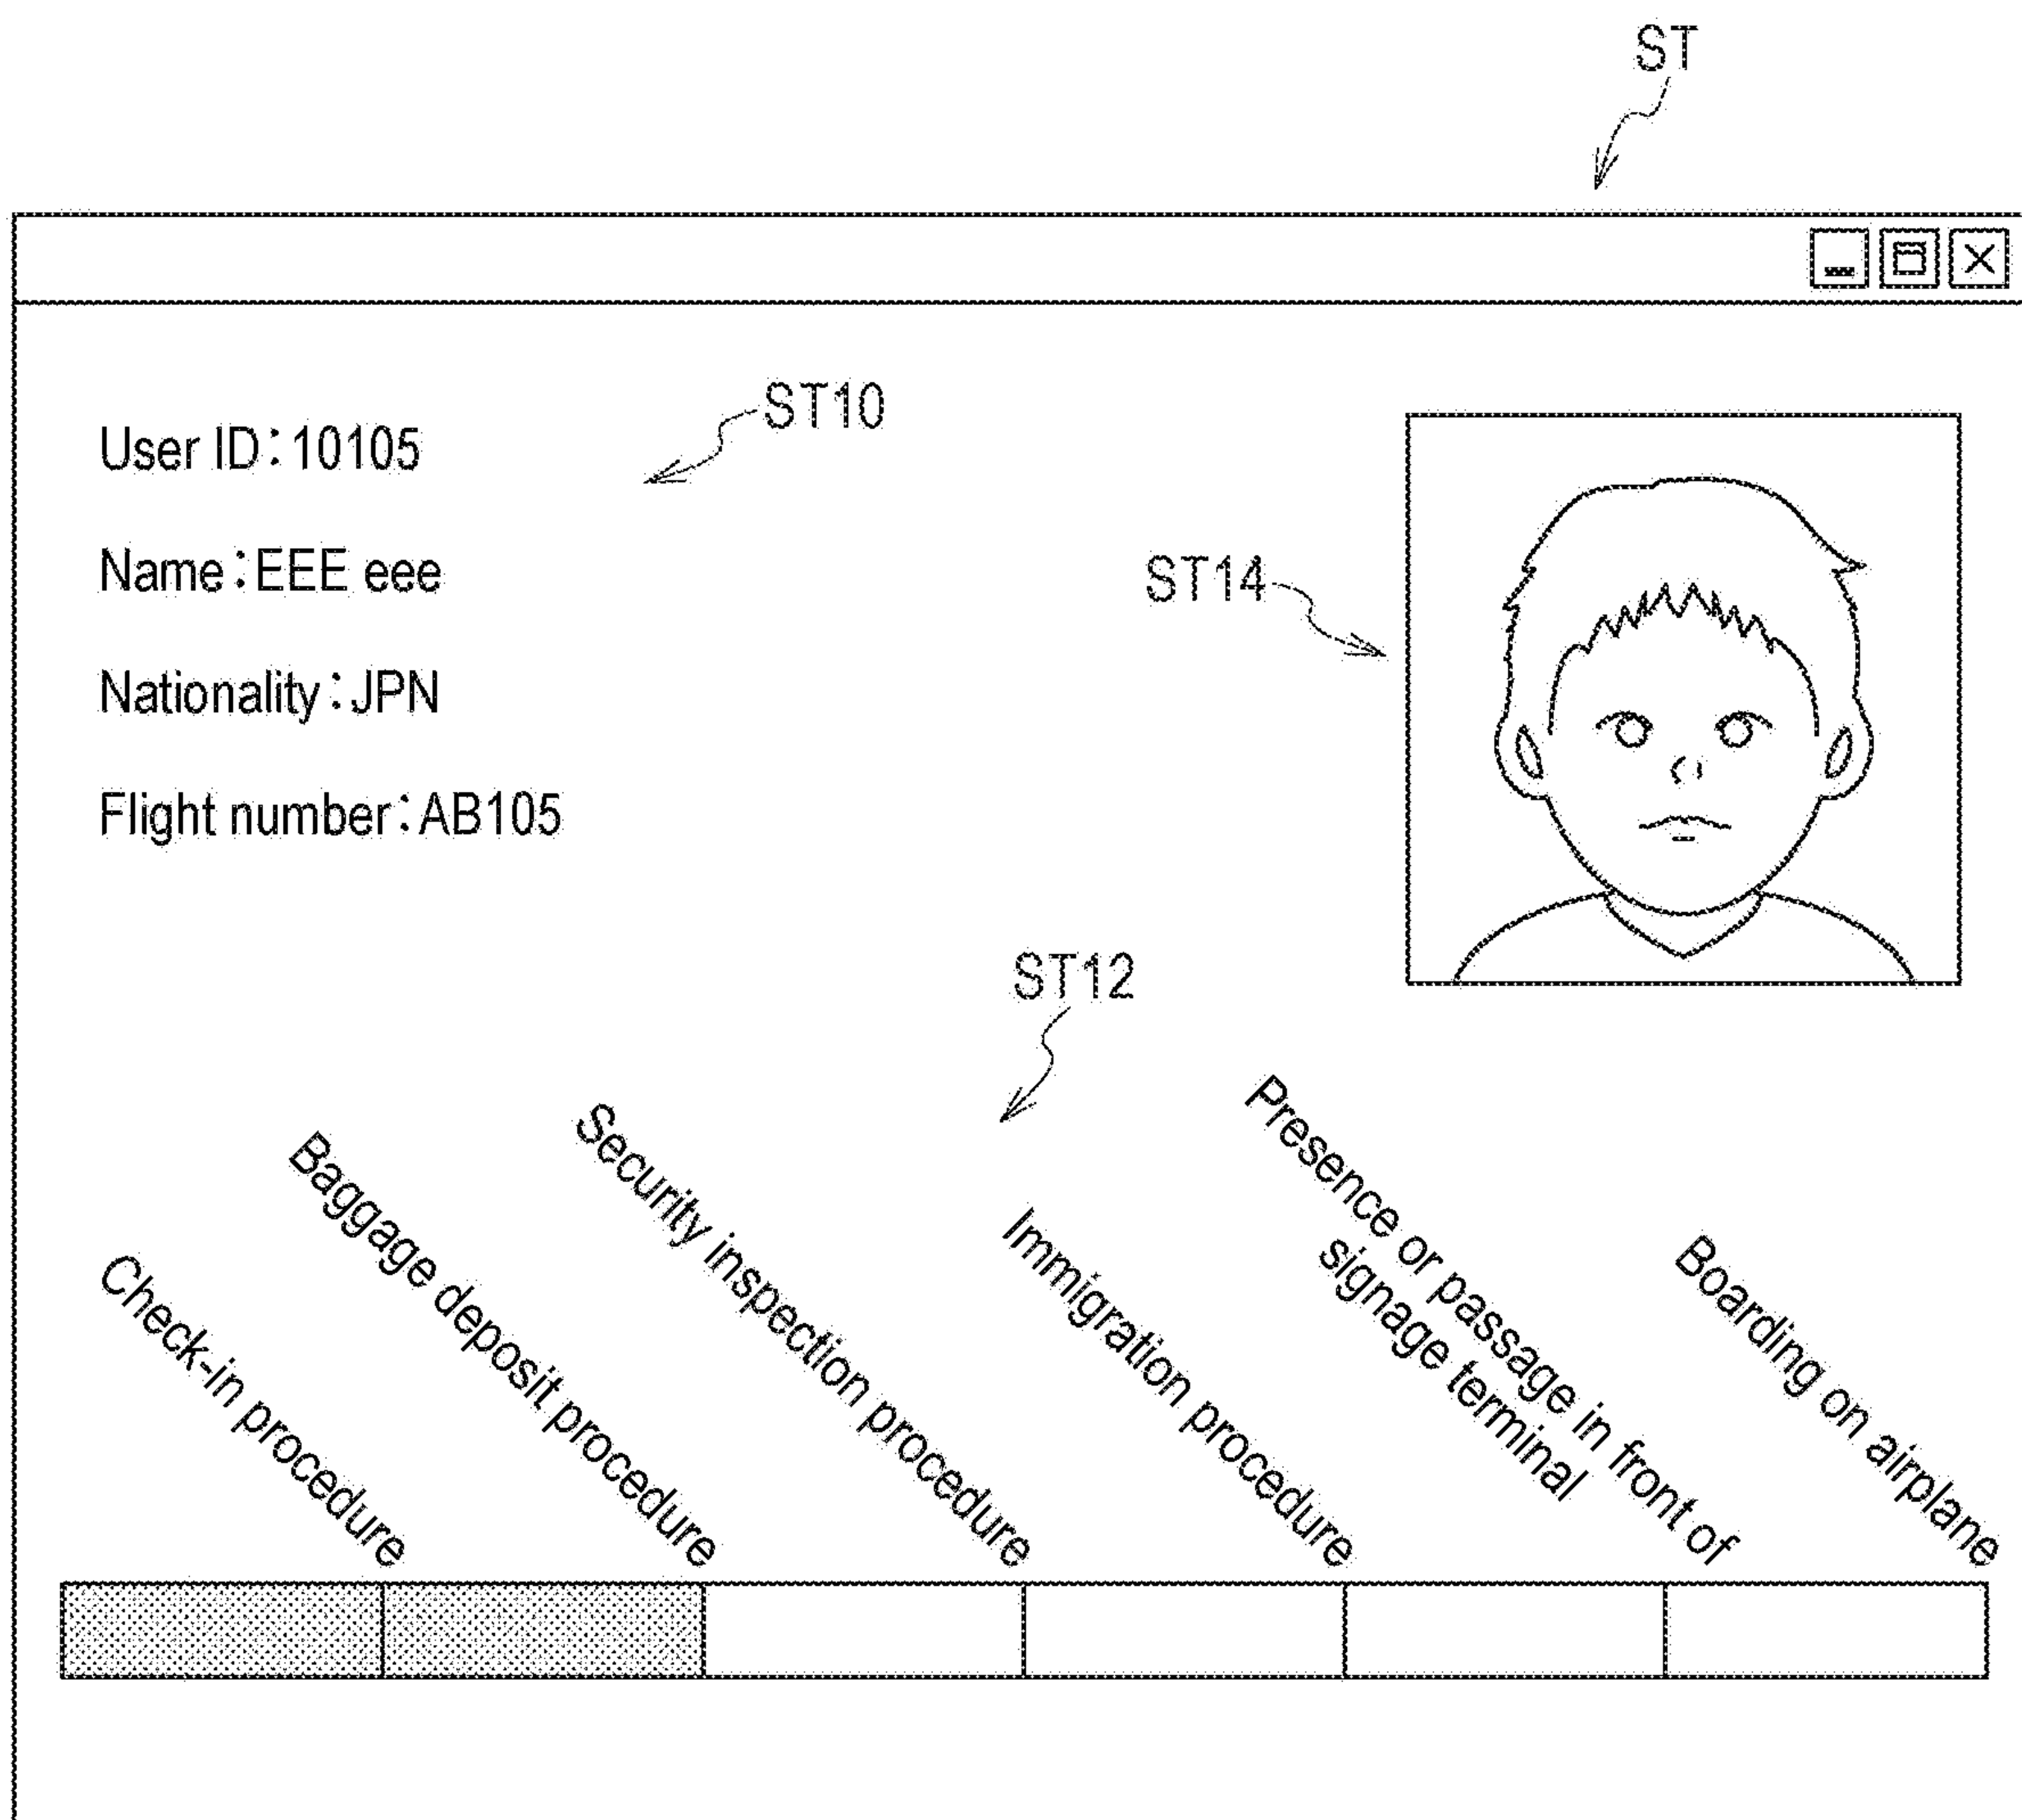 ST
User ID:10105
ST10
Name:EEE eee
ST14
Nationality:JPN
Flight number:AB105
ST12
Check-in procedure
Baggage deposit procedure
Security inspection procedure
Immigration procedure
Presence or passage in front of
signage terminal
Boarding on airplane